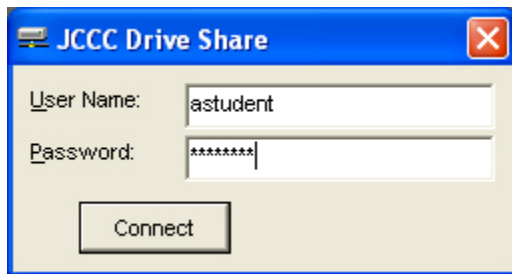 JCCC Drive Share
User Name: astudent
Password: ********
Connect